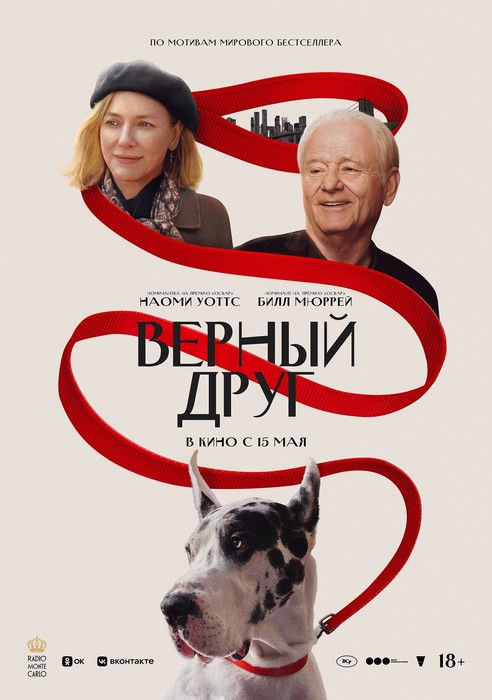 ПО МОТИВАМ МИРОВОГО БЕСТСЕЛЛЕРА
НОМИНАНТКА НА ПРЕМИЮ «ОСКАР» НОМИНАНТ НА ПРЕМИЮ «ОСКАР»
НАОМИ УОТТС БИЛЛ МЮРРЕЙ
ВЕРНЫЙ
ДРУГ
В КИНО С 15 МАЯ
RADIO
MONTE
CARLO
ОК
ВКОНТАКТЕ
18+